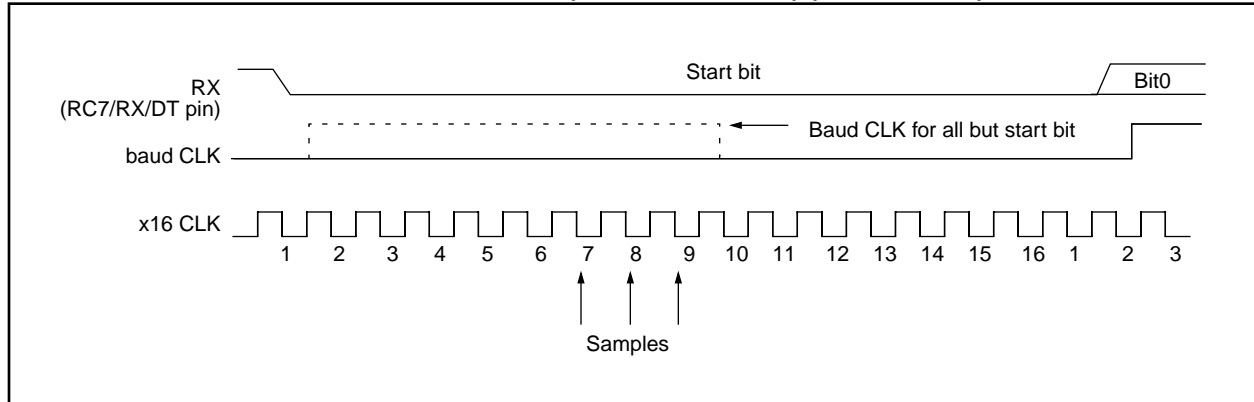 Start bit
Bit0
RX
(RC7/RX/DT pin)
Baud CLK for all but start bit
baud CLK
x16 CLK
1 2 3 4 5 6 7 8 9 10 11 12 13 14 15 16 1 2 3
Samples